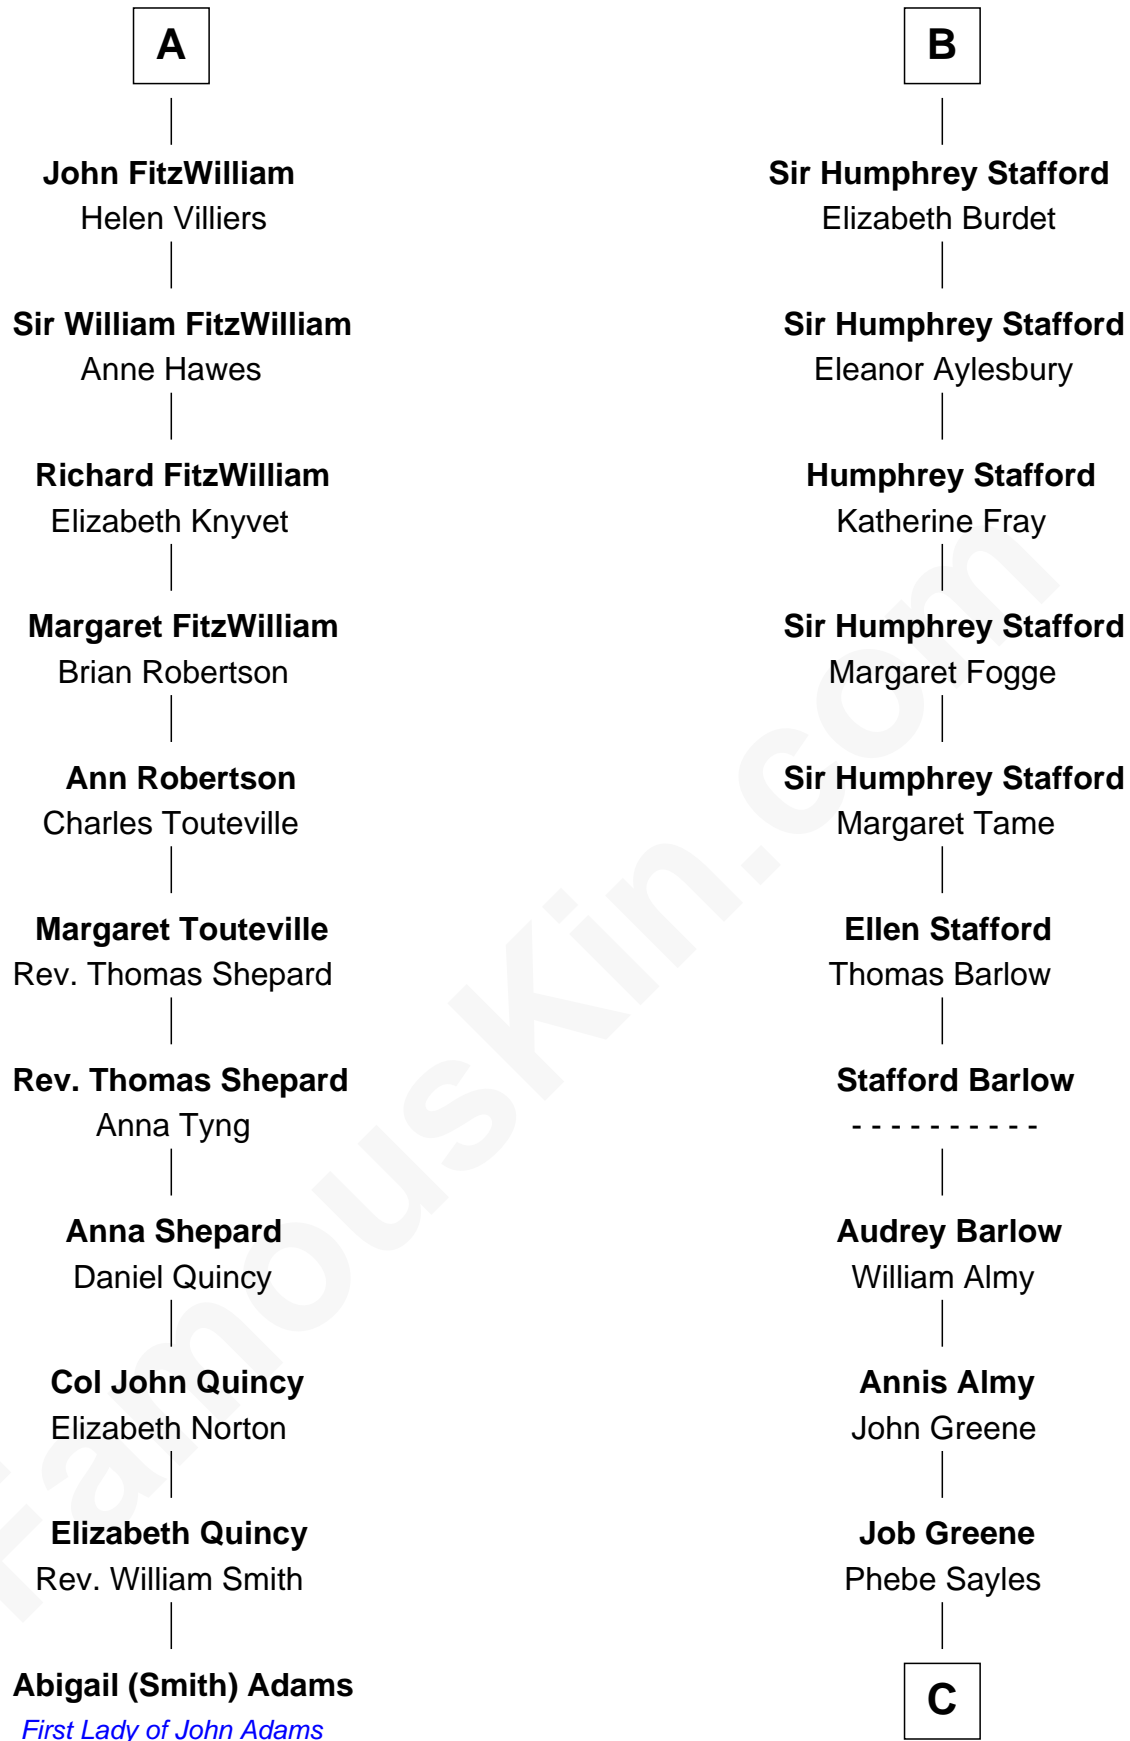 A
John FitzWilliam
Helen Villiers
Sir William FitzWilliam
Anne Hawes
Richard FitzWilliam
Elizabeth Knyvet
Margaret FitzWilliam
Brian Robertson
Ann Robertson
Charles Touteville
Margaret Touteville
Rev. Thomas Shepard
Rev. Thomas Shepard
Anna Tyng
Anna Shepard
Daniel Quincy
Col John Quincy
Elizabeth Norton
Elizabeth Quincy
Rev. William Smith
Abigail (Smith) Adams
First Lady of John Adams
B
Sir Humphrey Stafford
Elizabeth Burdet
Sir Humphrey Stafford
Eleanor Aylesbury
Humphrey Stafford
Katherine Fray
Sir Humphrey Stafford
Margaret Fogge
Sir Humphrey Stafford
Margaret Tame
Ellen Stafford
Thomas Barlow
Stafford Barlow
- - - - - - - - - -
Audrey Barlow
William Almy
Annis Almy
John Greene
Job Greene
Phebe Sayles
C
FamousKin.com